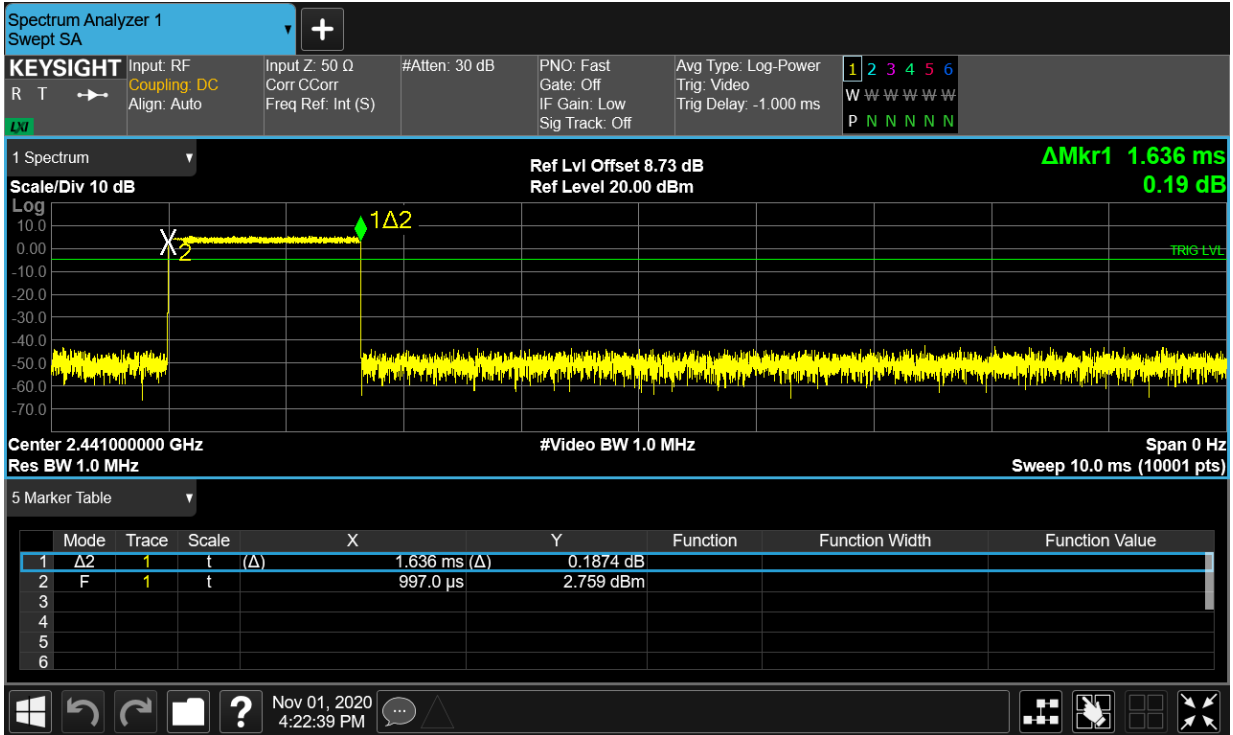 Spectrum Analyzer 1
Swept SA
▼
+
KEYSIGHT
R T
LXI
Input: RF
Coupling: DC
Align: Auto
Input Z: 50 Ω
Corr CCorr
Freq Ref: Int (S)
#Atten: 30 dB
PNO: Fast
Gate: Off
IF Gain: Low
Sig Track: Off
Avg Type: Log-Power
Trig: Video
Trig Delay: -1.000 ms
1 2 3 4 5 6
W W W W W W
P N N N N N
1 Spectrum ▼
Scale/Div 10 dB
Ref Lvl Offset 8.73 dB
Ref Level 20.00 dBm
ΔMkr1 1.636 ms
0.19 dB
Log
10.0
0.00
-10.0
-20.0
-30.0
-40.0
-50.0
-60.0
-70.0
X
2
1Δ2
TRIG LVL
Center 2.441000000 GHz
#Video BW 1.0 MHz
Span 0 Hz
Res BW 1.0 MHz
Sweep 10.0 ms (10001 pts)
5 Marker Table ▼
Mode Trace Scale X Y Function Function Width Function Value
1 Δ2 1 t (Δ) 1.636 ms (Δ) 0.1874 dB
2 F 1 t 997.0 µs 2.759 dBm
3
4
5
6
?
Nov 01, 2020
4:22:39 PM